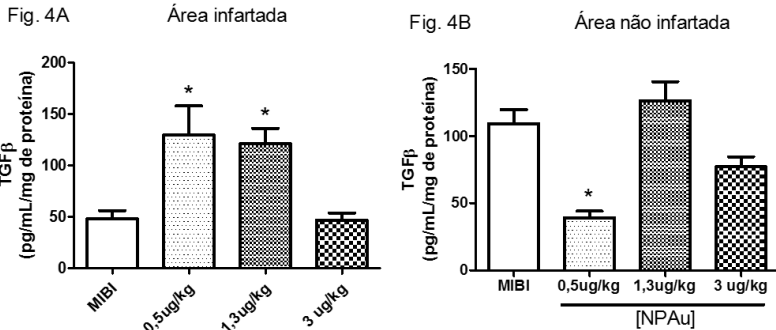 Fig. 4A
Área infartada
TGFβ
(pg/mL/mg de proteína)
200
150
100
50
0
*
*
MIBI
0,5ug/kg
1,3ug/kg
3 ug/kg
Fig. 4B
Área não infartada
TGFβ
(pg/mL/mg de proteína)
150
100
50
0
*
MIBI
0,5ug/kg
1,3ug/kg
3 ug/kg
[NPAu]